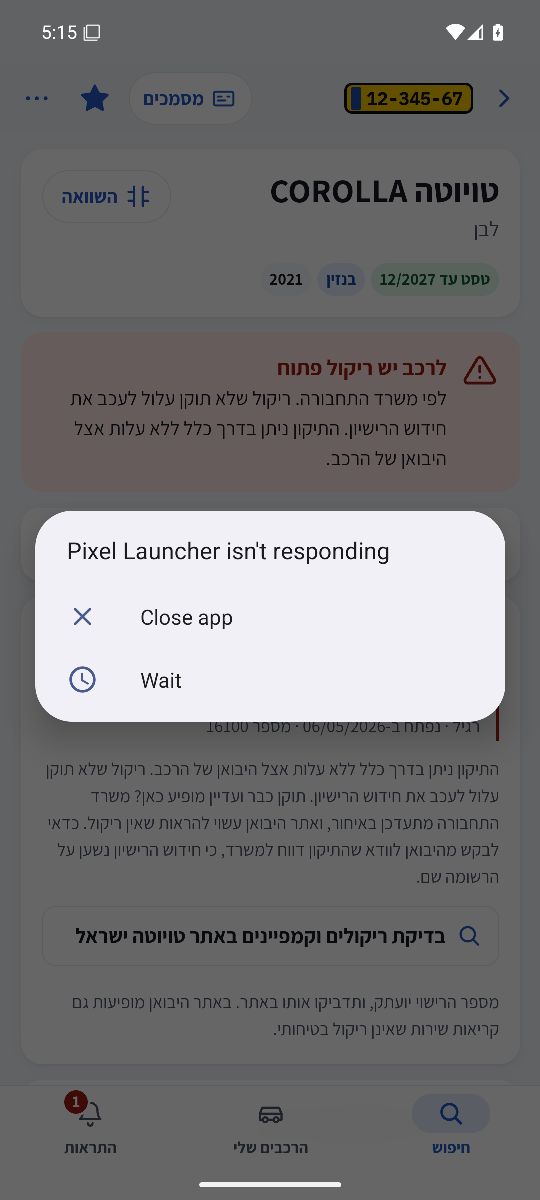 5:15
12-345-67
מסמכים
טויוטה COROLLA
השוואה
לבן
טסט עד 12/2027
בנזין
2021
לרכב יש ריקול פתוח
לפי משרד התחבורה. ריקול שלא תוקן עלול לעכב את
חידוש הרישיון. התיקון ניתן בדרך כלל ללא עלות אצל
היבואן של הרכב.
Pixel Launcher isn't responding
Close app
Wait
רגיל · נפתח ב-06/05/2026 · מספר 16100
התיקון ניתן בדרך כלל ללא עלות אצל היבואן של הרכב. ריקול שלא תוקן
עלול לעכב את חידוש הרישיון. תוקן כבר ועדיין מופיע כאן? משרד
התחבורה מתעדכן באיחור, ואתר היבואן עשוי להראות שאין ריקול. כדאי
לבקש מהיבואן לוודא שהתיקון דווח למשרד, כי חידוש הרישיון נשען על
הרשומה שם.
בדיקת ריקולים וקמפיינים באתר טויוטה ישראל
מספר הרישוי יועתק, ותדביקו אותו באתר. באתר היבואן מופיעות גם
קריאות שירות שאינן ריקול בטיחותי.
חיפוש
הרכבים שלי
1
התראות